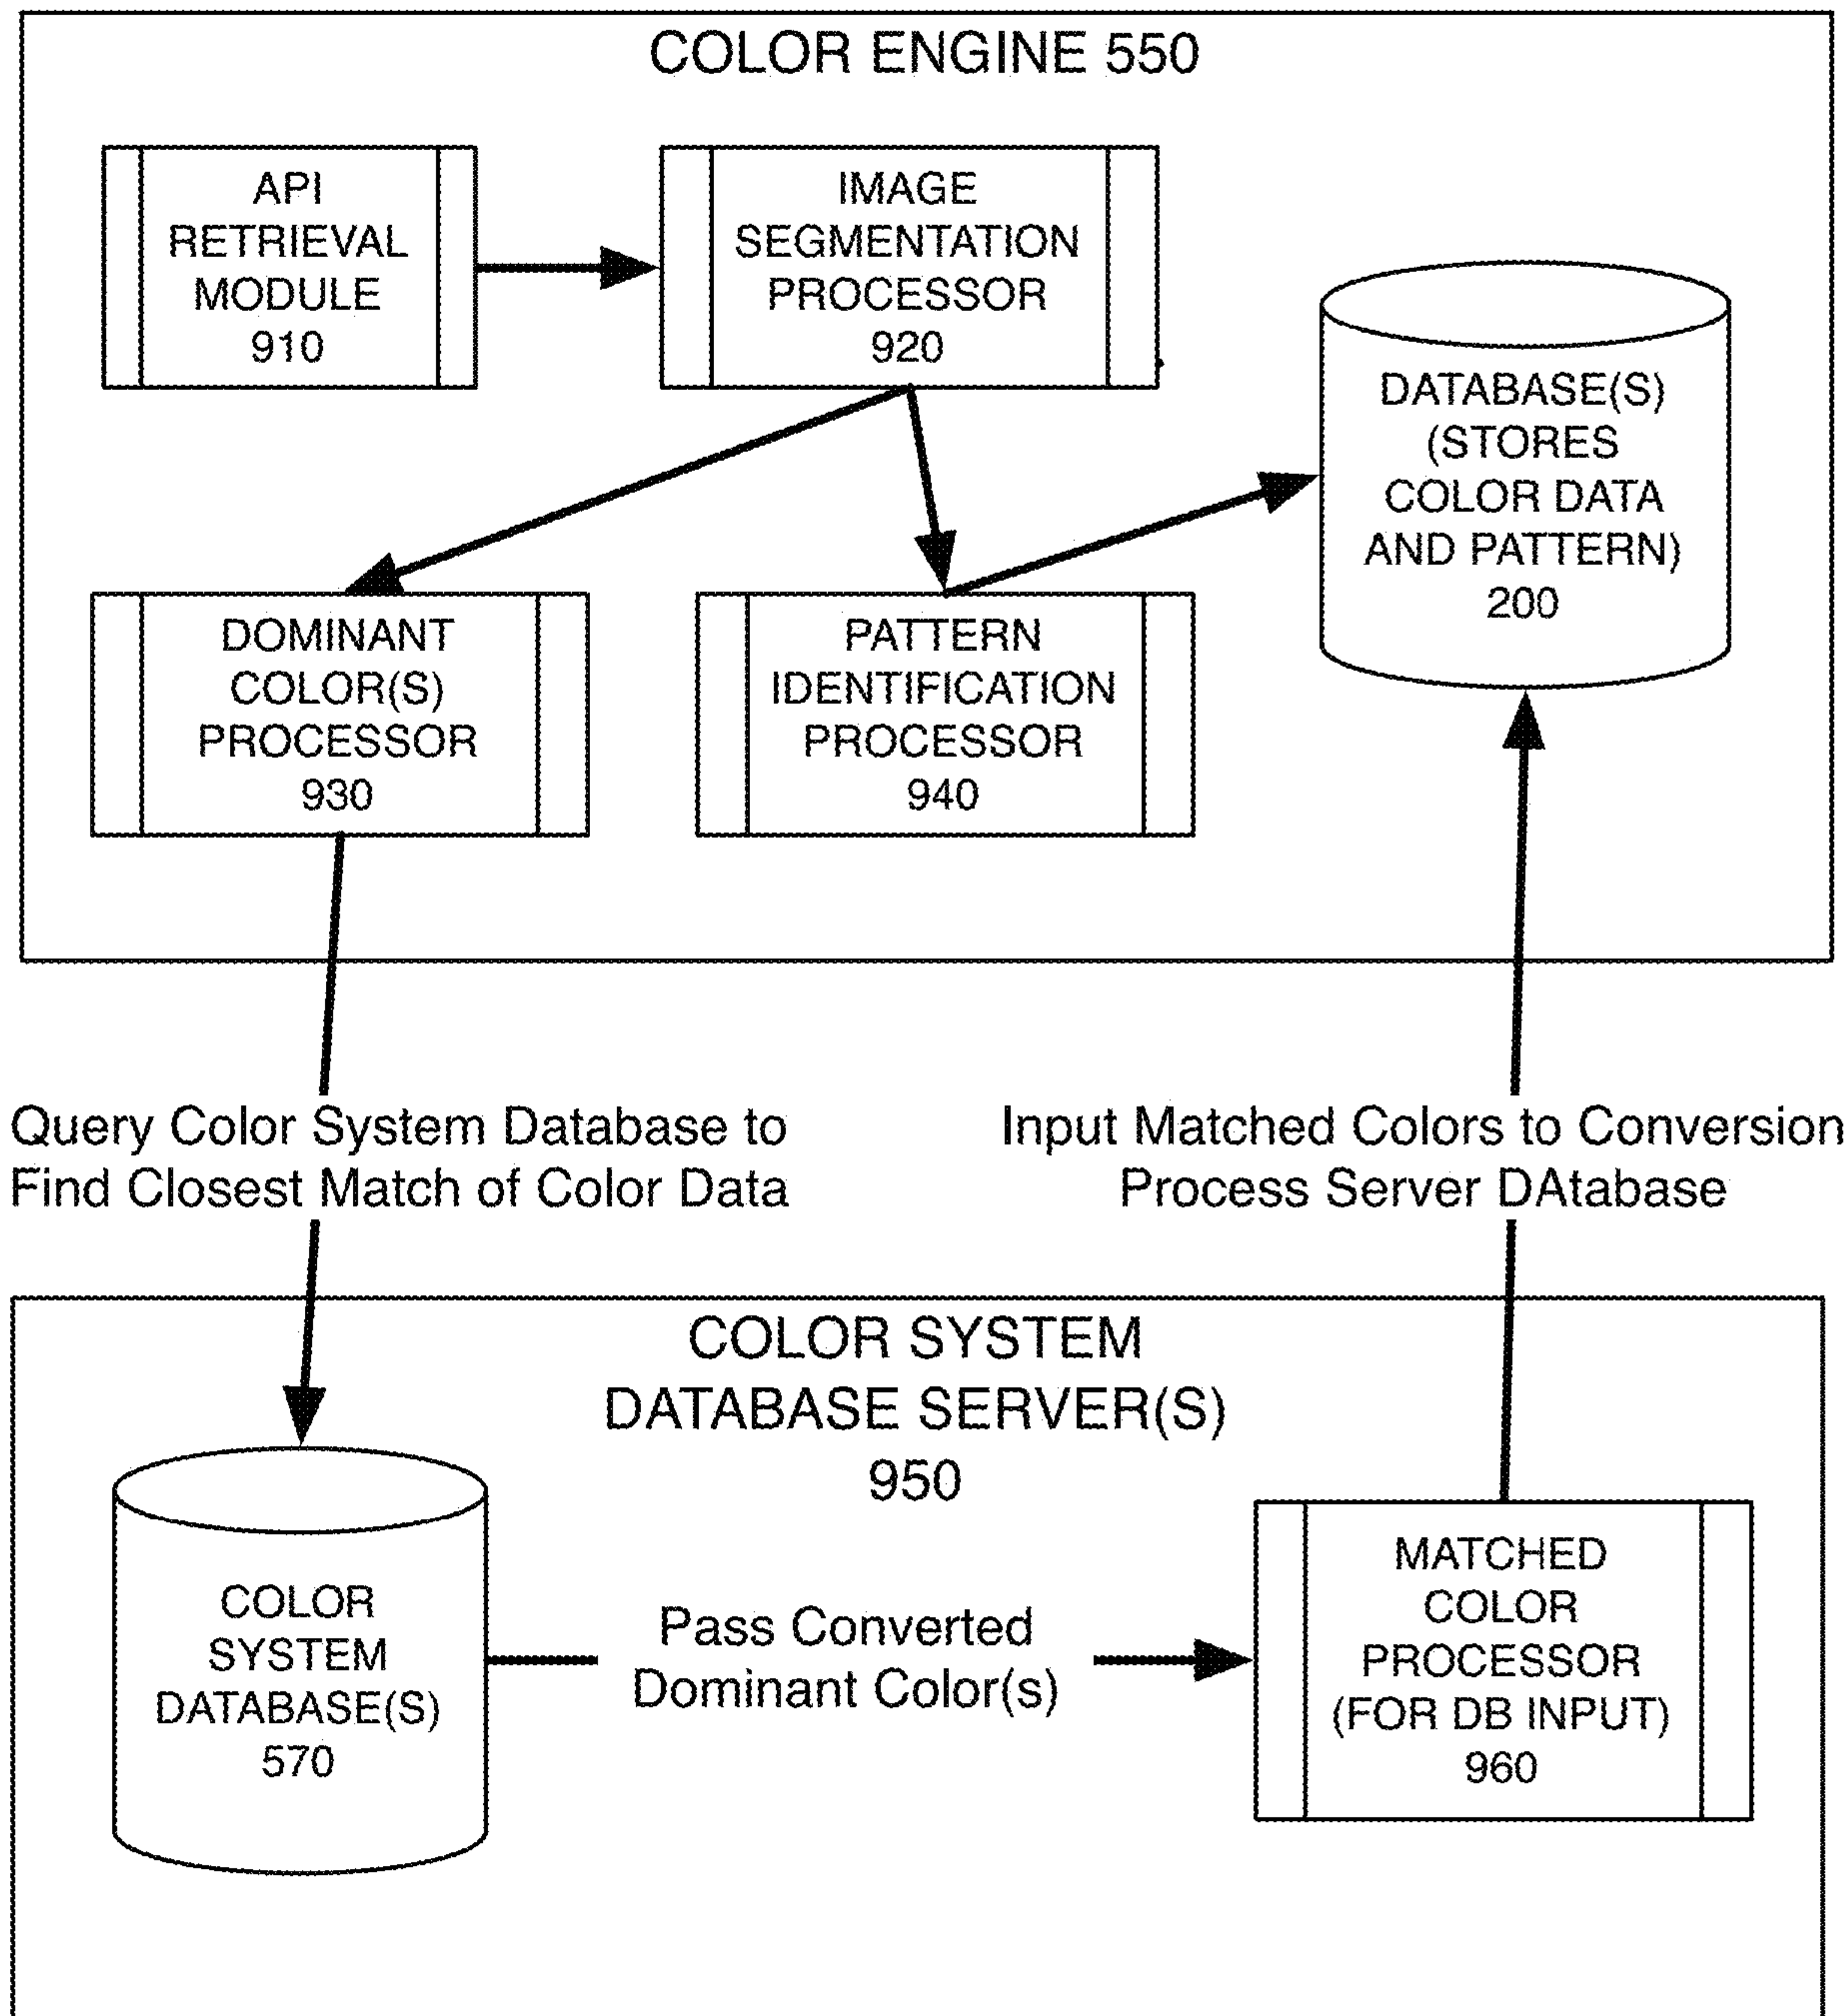 COLOR ENGINE 550
API
RETRIEVAL
MODULE
910
IMAGE
SEGMENTATION
PROCESSOR
920
DATABASE(S)
(STORES
COLOR DATA
AND PATTERN)
200
DOMINANT
COLOR(S)
PROCESSOR
930
PATTERN
IDENTIFICATION
PROCESSOR
940
Query Color System Database to
Find Closest Match of Color Data
Input Matched Colors to Conversion
Process Server DAtabase
COLOR SYSTEM
DATABASE SERVER(S)
950
COLOR
SYSTEM
DATABASE(S)
570
Pass Converted
Dominant Color(s)
MATCHED
COLOR
PROCESSOR
(FOR DB INPUT)
960